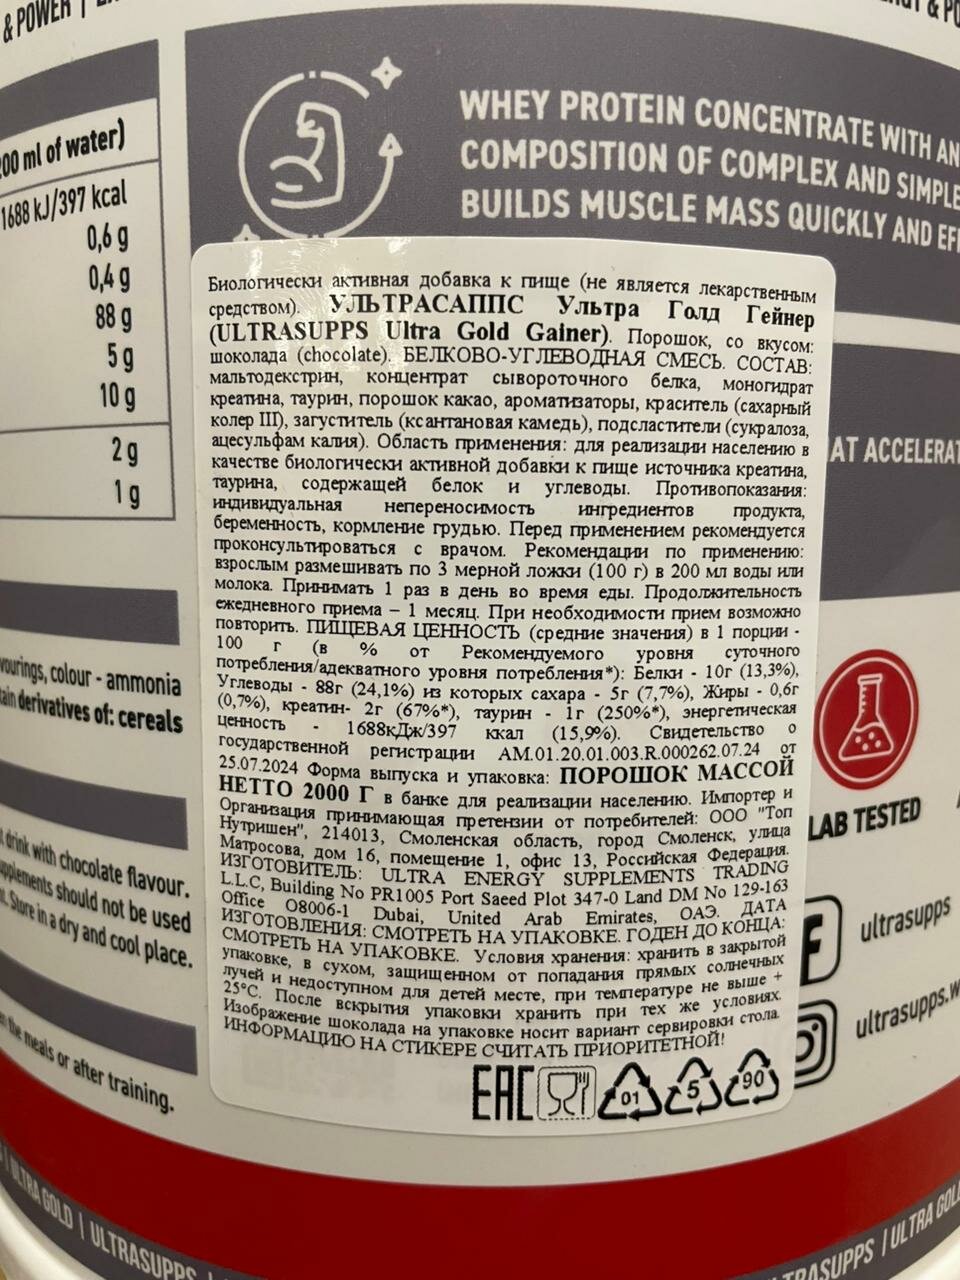 & POWER |
& PO
00 ml of water)
1688 kJ/397 kcal
0,6 g
0,4 g
88 g
5 g
10 g
2 g
1 g
WHEY PROTEIN CONCENTRATE WITH AN
COMPOSITION OF COMPLEX AND SIMPLE
BUILDS MUSCLE MASS QUICKLY AND EFF
Биологически активная добавка к пище (не является лекарственным
средством). УЛЬТРАСАППС Ультра Голд Гейнер
(ULTRASUPPS Ultra Gold Gainer). Порошок, со вкусом:
шоколада (chocolate). БЕЛКОВО-УГЛЕВОДНАЯ СМЕСЬ. СОСТАВ:
мальтодекстрин, концентрат сывороточного белка, моногидрат
креатина, таурин, порошок какао, ароматизаторы, краситель (сахарный
колер III), загуститель (ксантановая камедь), подсластители (сукралоза,
ацесульфам калия). Область применения: для реализации населению в
качестве биологически активной добавки к пище источника креатина,
таурина, содержащей белок и углеводы. Противопоказания:
индивидуальная непереносимость ингредиентов продукта,
беременность, кормление грудью. Перед применением рекомендуется
проконсультироваться с врачом. Рекомендации по применению:
взрослым размешивать по 3 мерной ложки (100 г) в 200 мл воды или
молока. Принимать 1 раз в день во время еды. Продолжительность
ежедневного приема – 1 месяц. При необходимости прием возможно
повторить. ПИЩЕВАЯ ЦЕННОСТЬ (средние значения) в 1 порции -
100 г (в % от Рекомендуемого уровня суточного
потребления/адекватного уровня потребления*): Белки - 10г (13,3%),
Углеводы - 88г (24,1%) из которых сахара - 5г (7,7%), Жиры - 0,6г
(0,7%), креатин- 2г (67%*), таурин - 1г (250%*), энергетическая
ценность - 1688кДж/397 ккал (15,9%). Свидетельство о
государственной регистрации AM.01.20.01.003.R.000262.07.24 от
25.07.2024 Форма выпуска и упаковка: ПОРОШОК МАССОЙ
НЕТТО 2000 Г в банке для реализации населению. Импортер и
Организация принимающая претензии от потребителей: ООО "Топ
Нутришен", 214013, Смоленская область, город Смоленск, улица
Матросова, дом 16, помещение 1, офис 13, Российская Федерация.
ИЗГОТОВИТЕЛЬ: ULTRA ENERGY SUPPLEMENTS TRADING
L.L.C, Building No PR1005 Port Saeed Plot 347-0 Land DM No 129-163
Office O8006-1 Dubai, United Arab Emirates, ОАЭ. ДАТА
ИЗГОТОВЛЕНИЯ: СМОТРЕТЬ НА УПАКОВКЕ. ГОДЕН ДО КОНЦА:
СМОТРЕТЬ НА УПАКОВКЕ. Условия хранения: хранить в закрытой
упаковке, в сухом, защищенном от попадания прямых солнечных
лучей и недоступном для детей месте, при температуре не выше +
25°С. После вскрытия упаковки хранить при тех же условиях.
Изображение шоколада на упаковке носит вариант сервировки стола.
ИНФОРМАЦИЮ НА СТИКЕРЕ СЧИТАТЬ ПРИОРИТЕТНОЙ!
EAC 01 5 90
AT ACCELERAT
LAB TESTED
ultrasupps
ultrasupps.w
vourings, colour - ammonia
tain derivatives of: cereals
drink with chocolate flavour.
upplements should not be used
Store in a dry and cool place.
the meals or after training.
ULTRA GOLD | ULTRASUPPS
TRASUPPS | ULTRA GOLD